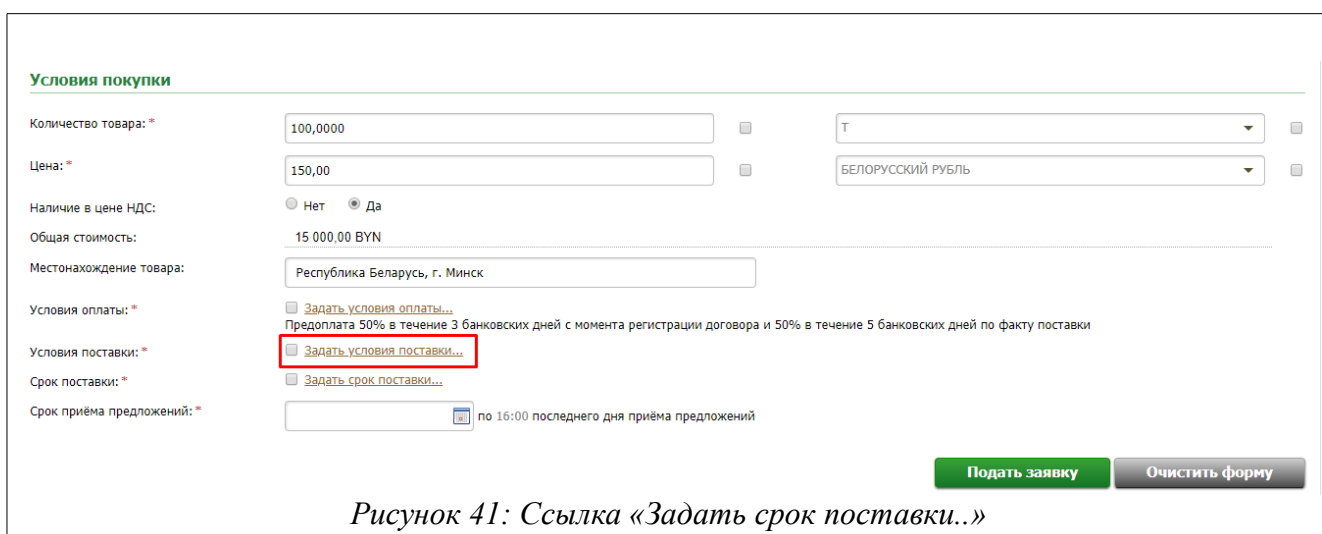 Условия покупки
Количество товара: * 100,0000 Т
Цена: * 150,00 БЕЛОРУССКИЙ РУБЛЬ
Наличие в цене НДС: Нет Да
Общая стоимость: 15 000,00 BYN
Местонахождение товара: Республика Беларусь, г. Минск
Условия оплаты: * Задать условия оплаты...
Предоплата 50% в течение 3 банковских дней с момента регистрации договора и 50% в течение 5 банковских дней по факту поставки
Условия поставки: * Задать условия поставки...
Срок поставки: * Задать срок поставки...
Срок приёма предложений: * по 16:00 последнего дня приёма предложений
Подать заявку Очистить форму
Рисунок 41: Ссылка «Задать срок поставки..»